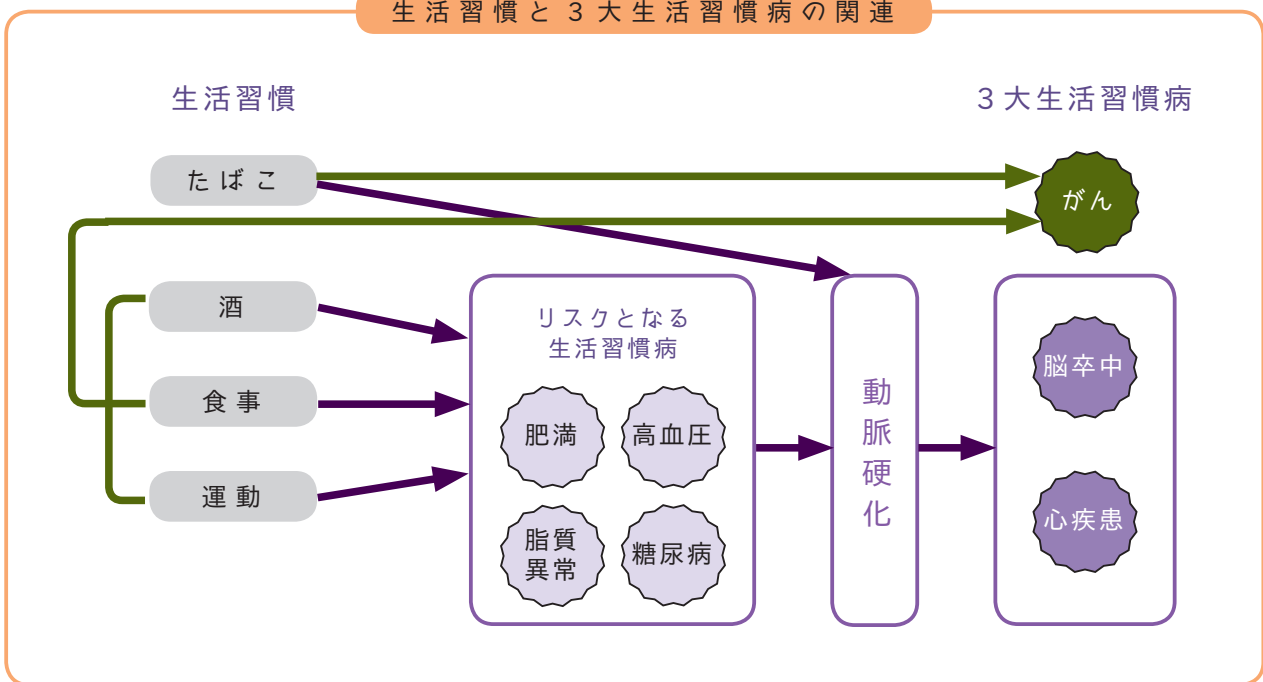 生活習慣と3大生活習慣病の関連
生活習慣
3大生活習慣病
たばこ
がん
酒
食事
運動
リスクとなる
生活習慣病
肥満
高血圧
脂質
異常
糖尿病
動脈硬化
脳卒中
心疾患